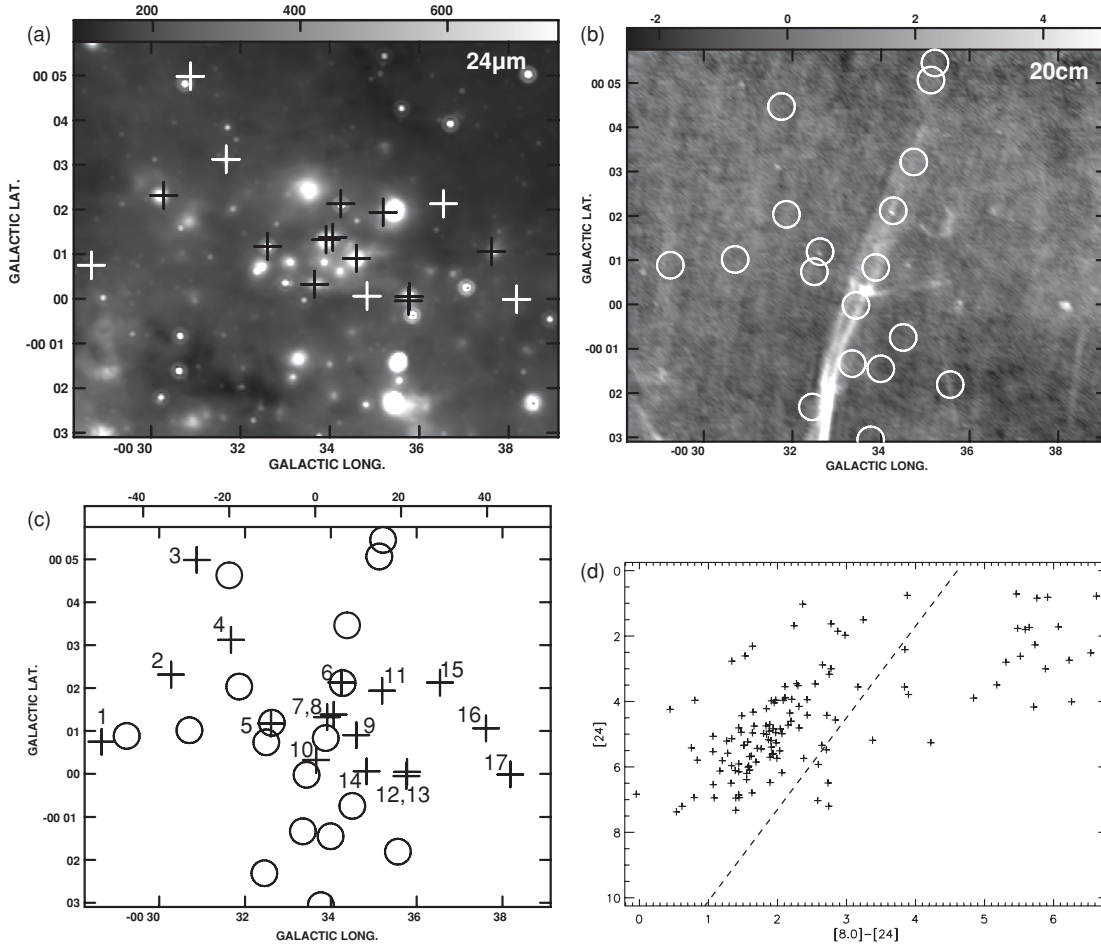 200 400 600
(a)
24µm
00 05
04
03
02
01
00
-00 01
02
03
GALACTIC LAT.
-00 30 32 34 36 38
GALACTIC LONG.
-2 0 2 4
(b)
20cm
00 05
04
03
02
01
00
-00 01
02
03
GALACTIC LAT.
-00 30 32 34 36 38
GALACTIC LONG.
-40 -20 0 20 40
(c)
00 05
04
03
02
01
00
-00 01
02
03
GALACTIC LAT.
3
4
2
6
11
15
1
5
7,8
9
16
10
14
12,13
17
-00 30 32 34 36 38
GALACTIC LONG.
(d)
0
2
4
6
8
10
[24]
0 1 2 3 4 5 6
[8.0]−[24]